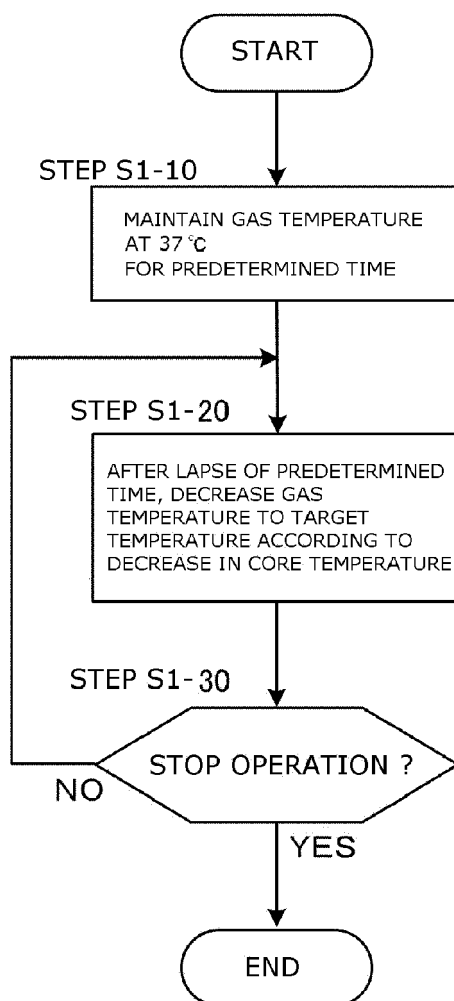 START
STEP S1-10
MAINTAIN GAS TEMPERATURE
AT 37℃
FOR PREDETERMINED TIME
STEP S1-20
AFTER LAPSE OF PREDETERMINED
TIME, DECREASE GAS
TEMPERATURE TO TARGET
TEMPERATURE ACCORDING TO
DECREASE IN CORE TEMPERATURE
STEP S1-30
STOP OPERATION ?
NO
YES
END